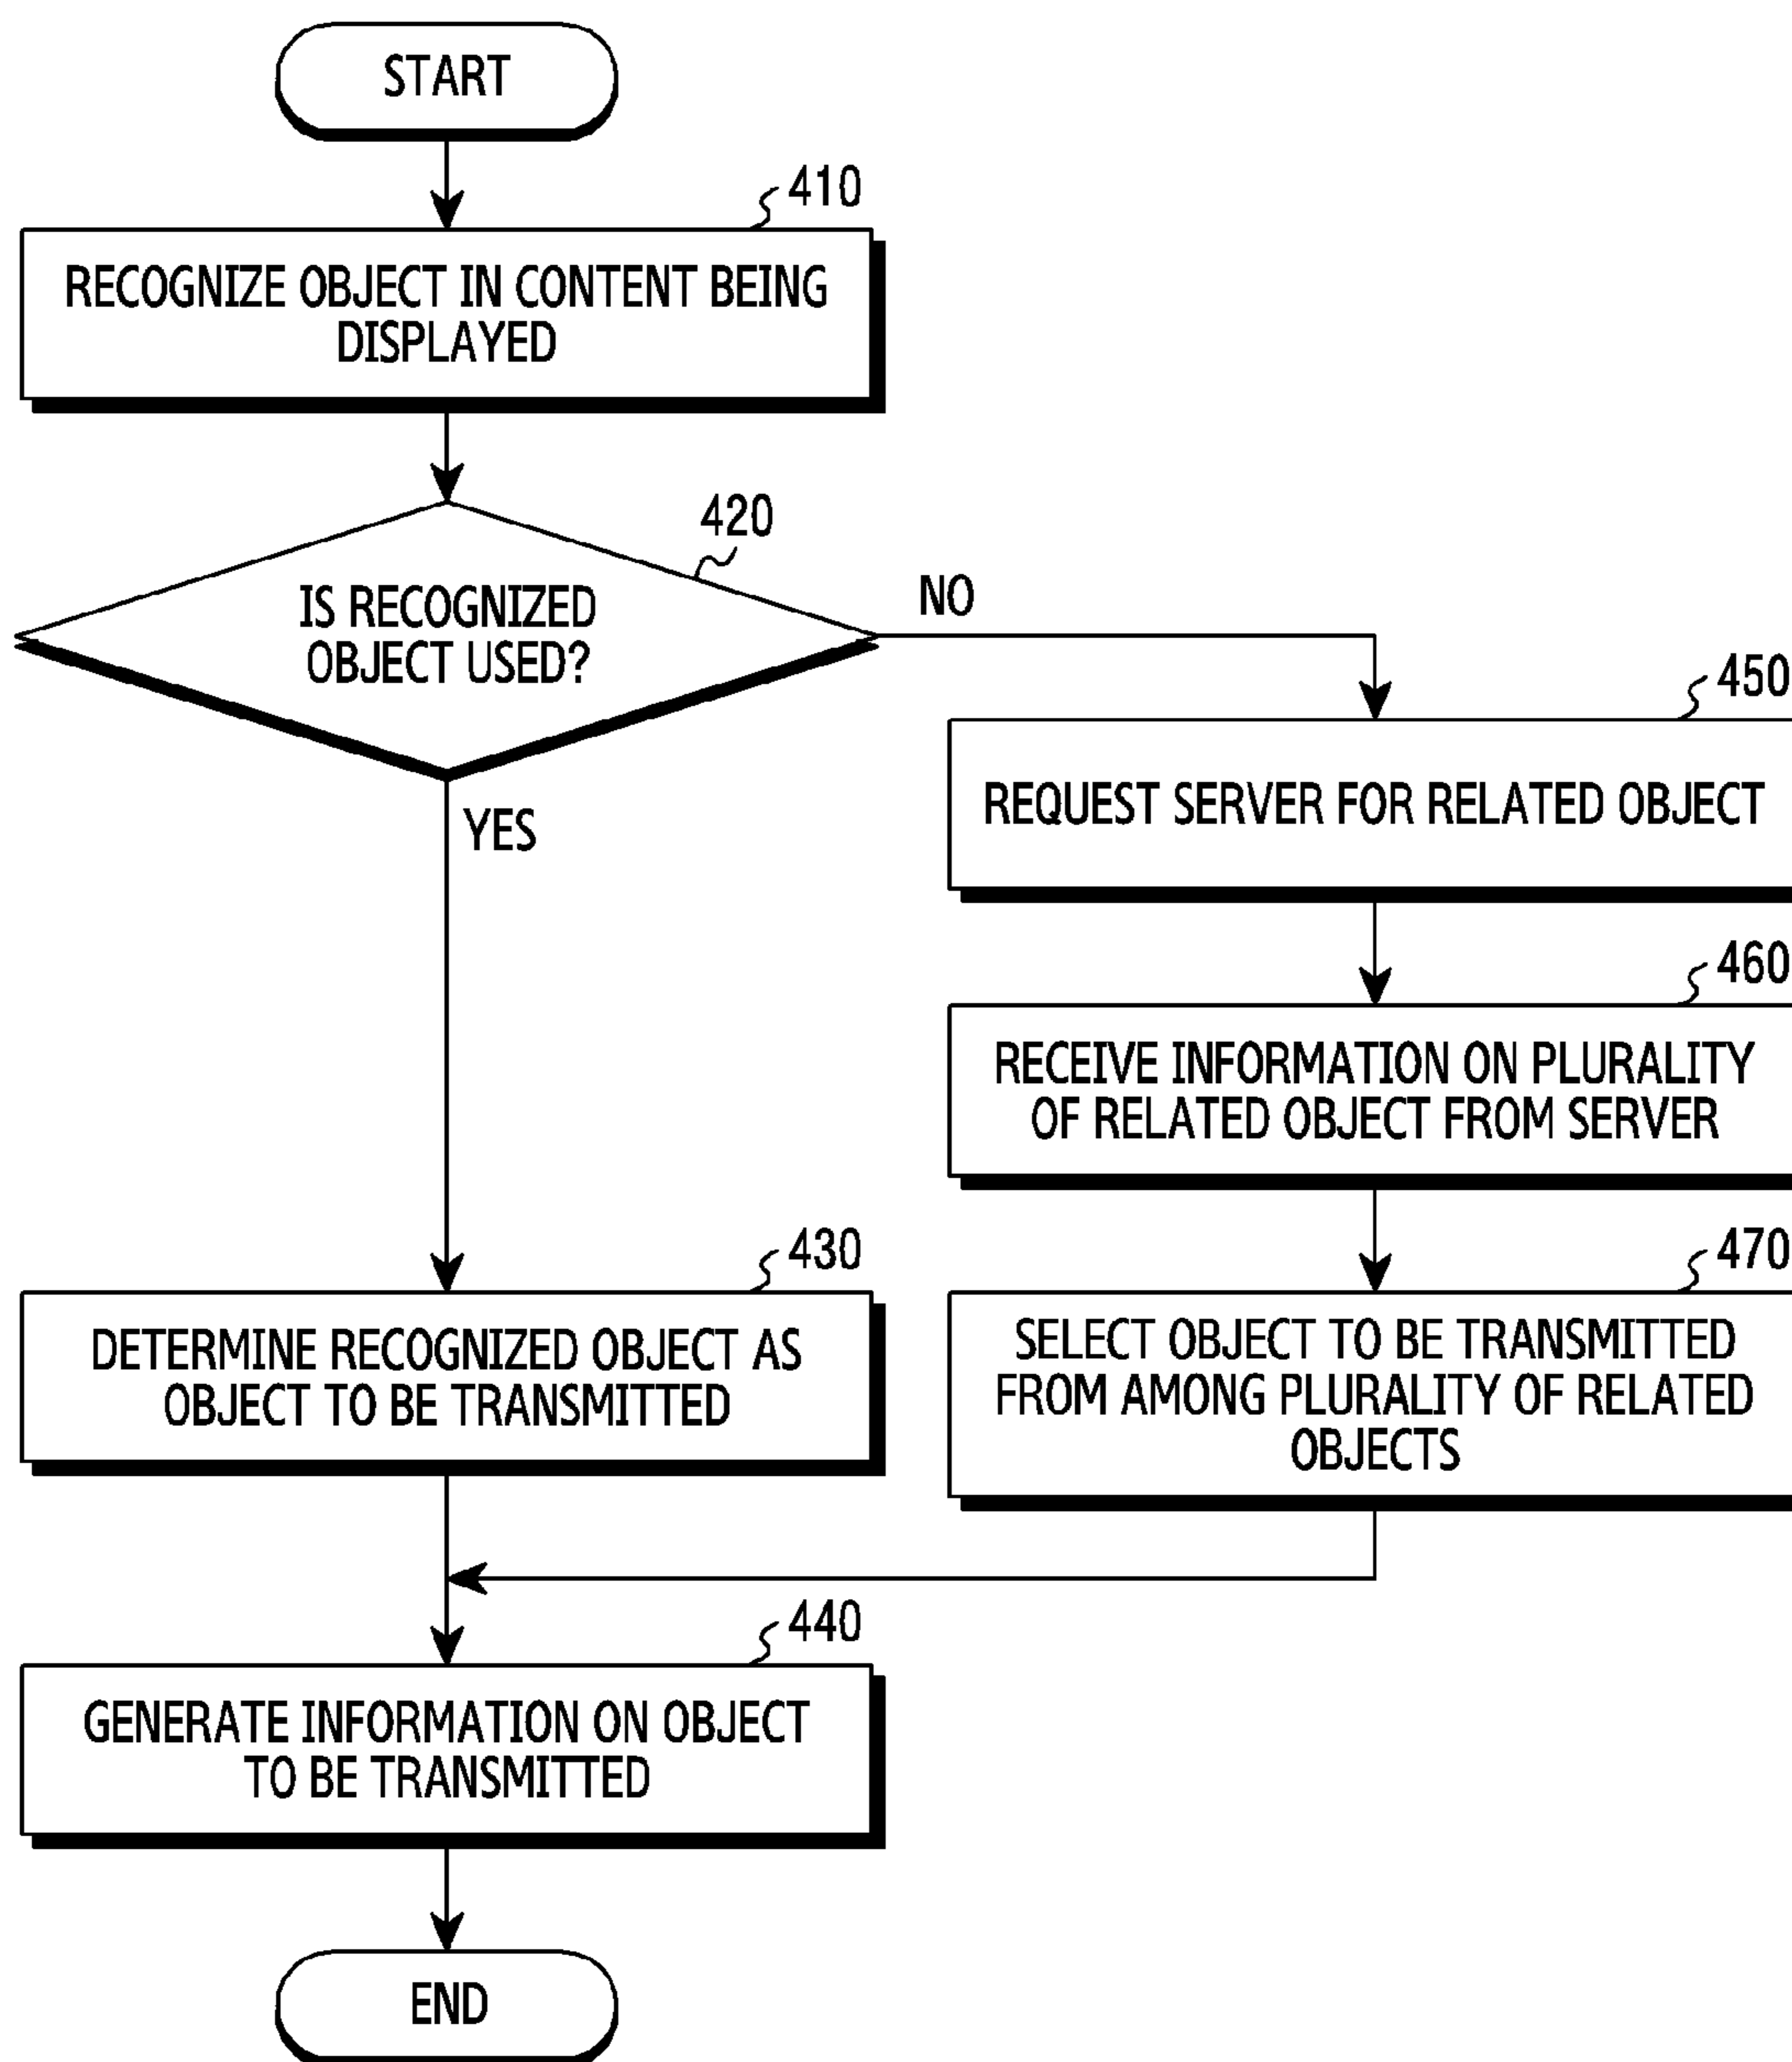 START
410
RECOGNIZE OBJECT IN CONTENT BEING
DISPLAYED
420
IS RECOGNIZED
OBJECT USED?
NO
YES
450
REQUEST SERVER FOR RELATED OBJECT
460
RECEIVE INFORMATION ON PLURALITY
OF RELATED OBJECT FROM SERVER
430
DETERMINE RECOGNIZED OBJECT AS
OBJECT TO BE TRANSMITTED
470
SELECT OBJECT TO BE TRANSMITTED
FROM AMONG PLURALITY OF RELATED
OBJECTS
440
GENERATE INFORMATION ON OBJECT
TO BE TRANSMITTED
END